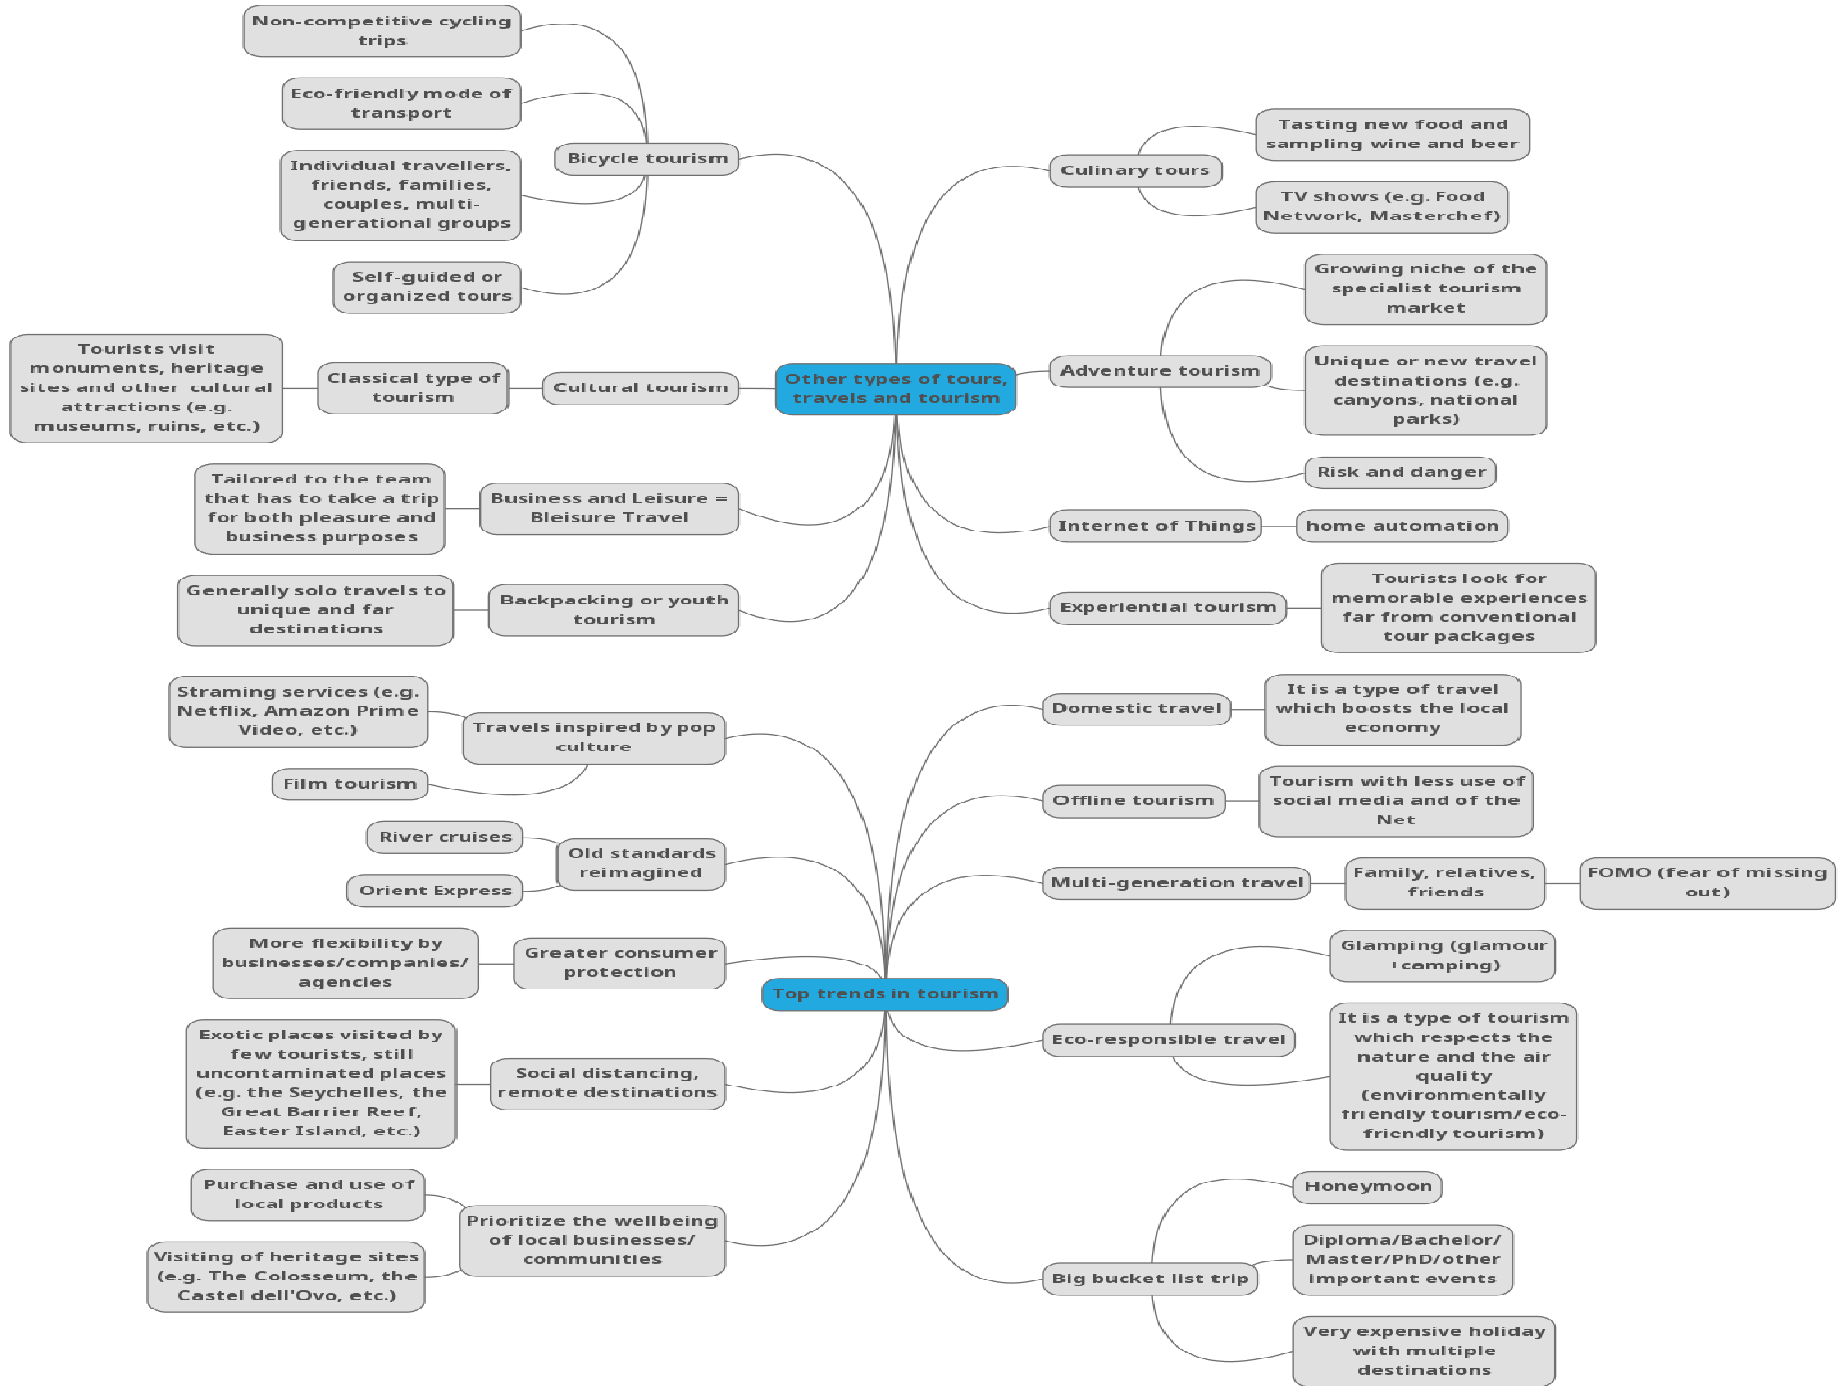 Non-competitive cycling
trips
Eco-friendly mode of
transport
Individual travellers,
friends, families,
couples, multi-
generational groups
Self-guided or
organized tours
Bicycle tourism
Tourists visit
monuments, heritage
sites and other cultural
attractions (e.g.
museums, ruins, etc.)
Classical type of
tourism
Cultural tourism
Tailored to the team
that has to take a trip
for both pleasure and
business purposes
Business and Leisure =
Bleisure Travel
Generally solo travels to
unique and far
destinations
Backpacking or youth
tourism
Other types of tours,
travels and tourism
Culinary tours
Tasting new food and
sampling wine and beer
TV shows (e.g. Food
Network, Masterchef)
Adventure tourism
Growing niche of the
specialist tourism
market
Unique or new travel
destinations (e.g.
canyons, national
parks)
Risk and danger
Internet of Things
home automation
Experiential tourism
Tourists look for
memorable experiences
far from conventional
tour packages
Straming services (e.g.
Netflix, Amazon Prime
Video, etc.)
Film tourism
Travels inspired by pop
culture
River cruises
Orient Express
Old standards
reimagined
More flexibility by
businesses/companies/
agencies
Greater consumer
protection
Exotic places visited by
few tourists, still
uncontaminated places
(e.g. the Seychelles, the
Great Barrier Reef,
Easter Island, etc.)
Social distancing,
remote destinations
Purchase and use of
local products
Visiting of heritage sites
(e.g. The Colosseum, the
Castel dell'Ovo, etc.)
Prioritize the wellbeing
of local businesses/
communities
Top trends in tourism
Domestic travel
It is a type of travel
which boosts the local
economy
Offline tourism
Tourism with less use of
social media and of the
Net
Multi-generation travel
Family, relatives,
friends
FOMO (fear of missing
out)
Eco-responsible travel
Glamping (glamour
+camping)
It is a type of tourism
which respects the
nature and the air
quality
(environmentally
friendly tourism/eco-
friendly tourism)
Big bucket list trip
Honeymoon
Diploma/Bachelor/
Master/PhD/other
important events
Very expensive holiday
with multiple
destinations